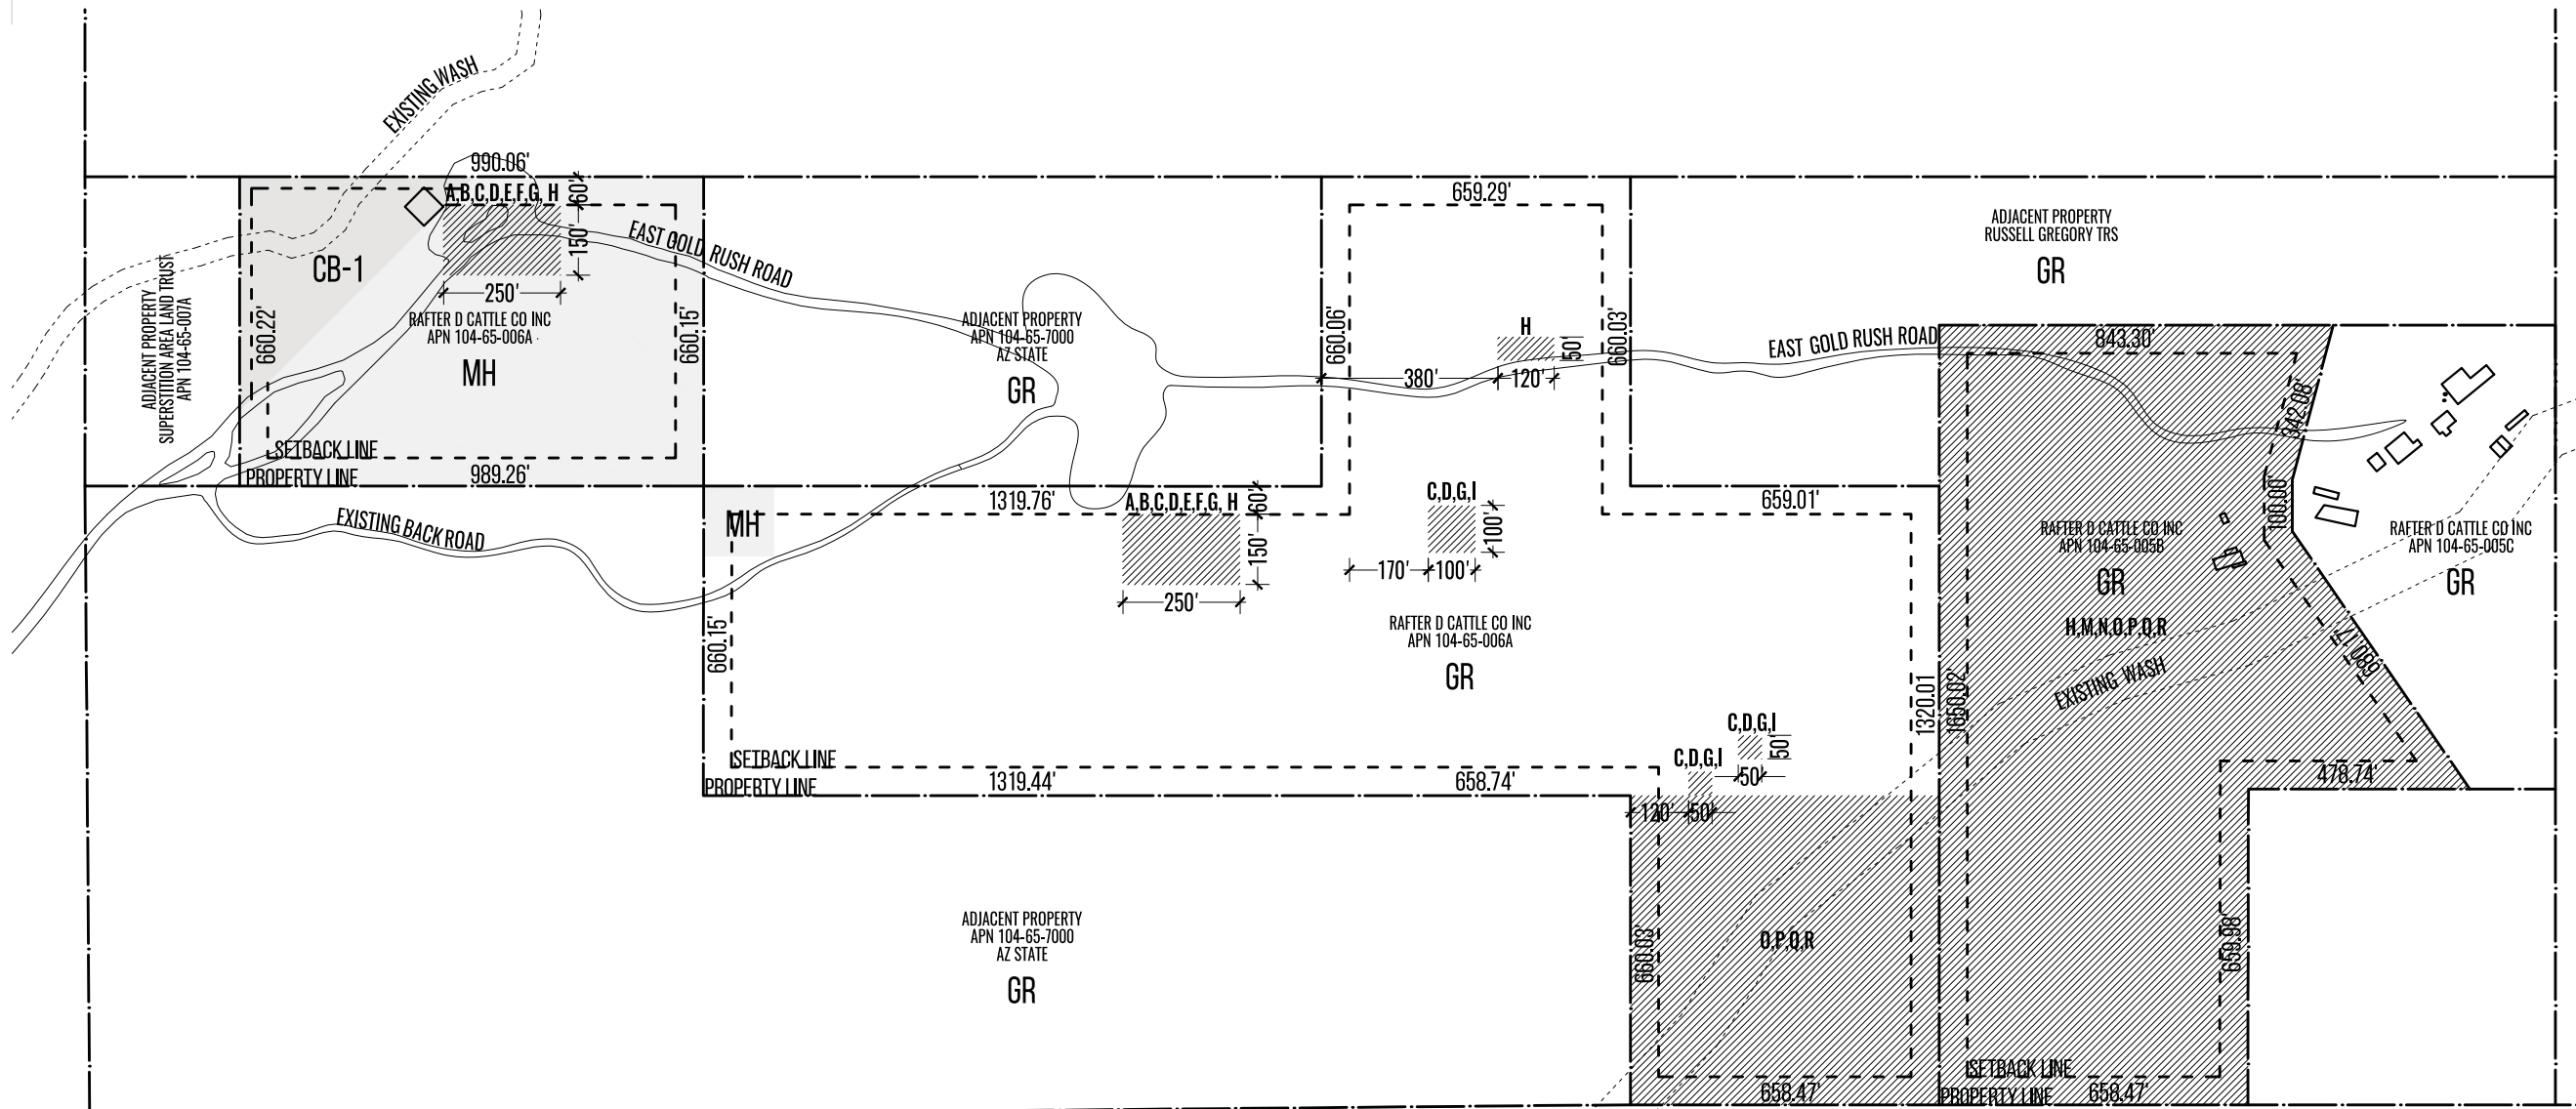 EXISTING WASH
990.06'
A,B,C,D,E,F,G, H
60'
150'
250'
CB-1
660.22'
RAFTER D CATTLE CO INC
APN 104-65-006A
MH
660.15'
SETBACK LINE
PROPERTY LINE
989.26'
ADJACENT PROPERTY
SUPERSTITION AREA LAND TRUST
APN 104-65-007A
EAST GOLD RUSH ROAD
ADJACENT PROPERTY
APN 104-65-7000
AZ STATE
GR
659.29'
660.06'
H
50'
660.03'
380'
120'
EAST GOLD RUSH ROAD
ADJACENT PROPERTY
RUSSELL GREGORY TRS
GR
843.30'
342.08'
100.00'
EXISTING BACK ROAD
MH
1319.76'
A,B,C,D,E,F,G, H
60'
150'
250'
C,D,G,I
100'
170'
100'
659.01'
RAFTER D CATTLE CO INC
APN 104-65-005B
GR
H,M,N,O,P,Q,R
RAFTER D CATTLE CO INC
APN 104-65-005C
GR
660.15'
RAFTER D CATTLE CO INC
APN 104-65-006A
GR
680.17'
EXISTING WASH
1320.01
1650.02'
C,D,G,I
50'
50'
C,D,G,I
120'
50'
SETBACK LINE
PROPERTY LINE
1319.44'
658.74'
478.74'
ADJACENT PROPERTY
APN 104-65-7000
AZ STATE
GR
660.03'
O,P,Q,R
659.98'
658.47'
SETBACK LINE
PROPERTY LINE
658.47'